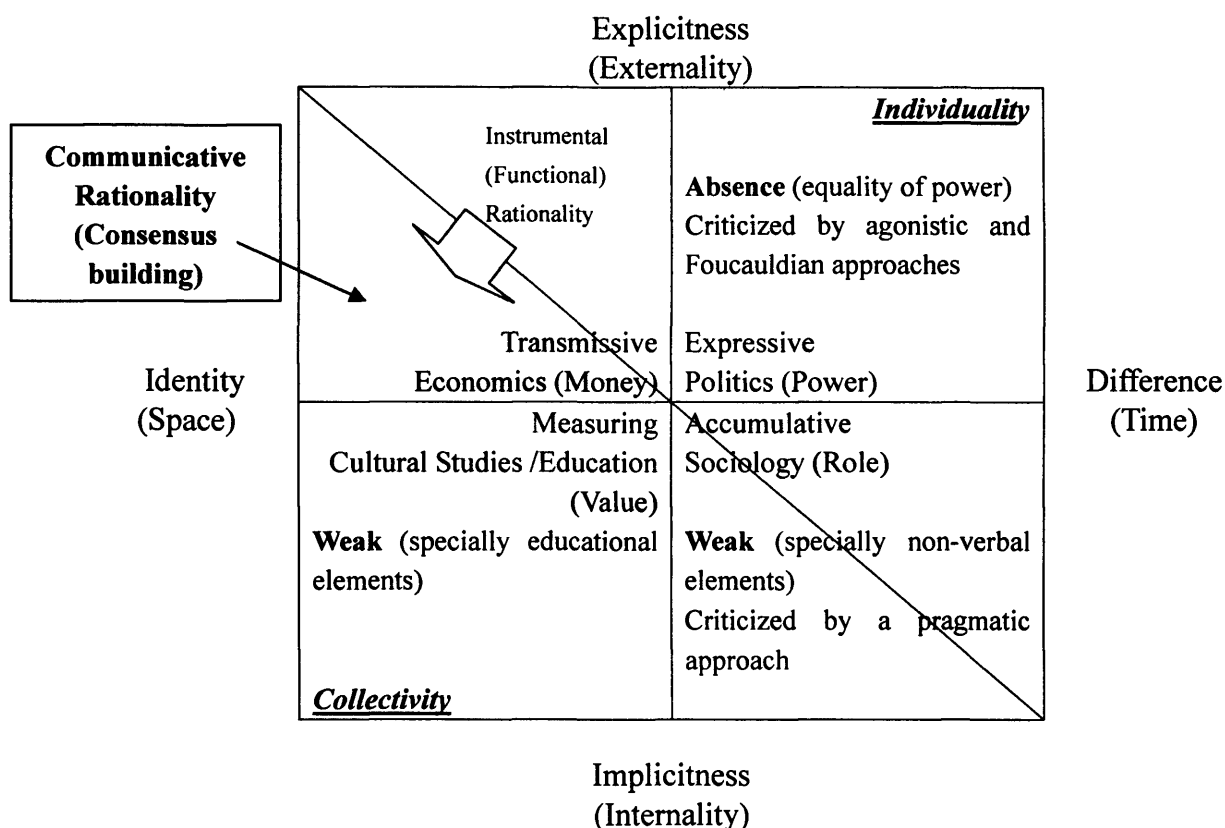 Explicitness
(Externality)
Communicative
Rationality
(Consensus
building)
Instrumental
(Functional)
Rationality
Individuality
Absence (equality of power)
Criticized by agonistic and
Foucauldian approaches
Transmissive
Economics (Money)
Expressive
Politics (Power)
Identity
(Space)
Difference
(Time)
Measuring
Cultural Studies /Education
(Value)
Weak (specially educational
elements)
Collectivity
Accumulative
Sociology (Role)
Weak (specially non-verbal
elements)
Criticized by a pragmatic
approach
Implicitness
(Internality)